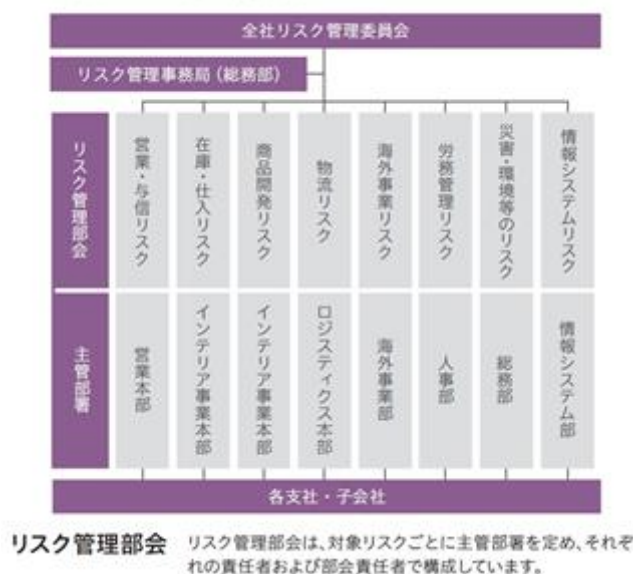 全社リスク管理委員会
リスク管理事務局（総務部）
リスク管理部会
営業・与信リスク
在庫・仕入リスク
商品開発リスク
物流リスク
海外事業リスク
労務管理リスク
災害・環境等のリスク
情報システムリスク
主管部署
営業本部
インテリア事業本部
インテリア事業本部
ロジスティクス本部
海外事業部
人事部
総務部
情報システム部
各支社・子会社
リスク管理部会
リスク管理部会は、対象リスクごとに主管部署を定め、それぞ
れの責任者および部会責任者で構成しています。